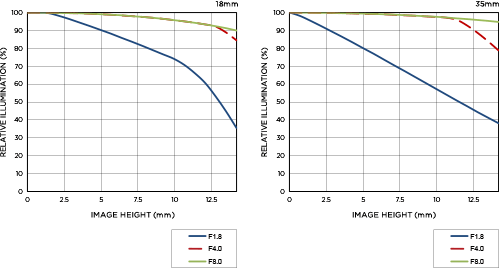 18mm
RELATIVE ILLUMINATION (%)
100
90
80
70
60
50
40
30
20
10
0
0 2.5 5 7.5 10 12.5
IMAGE HEIGHT (mm)
F1.8
F4.0
F8.0
35mm
RELATIVE ILLUMINATION (%)
100
90
80
70
60
50
40
30
20
10
0
0 2.5 5 7.5 10 12.5
IMAGE HEIGHT (mm)
F1.8
F4.0
F8.0